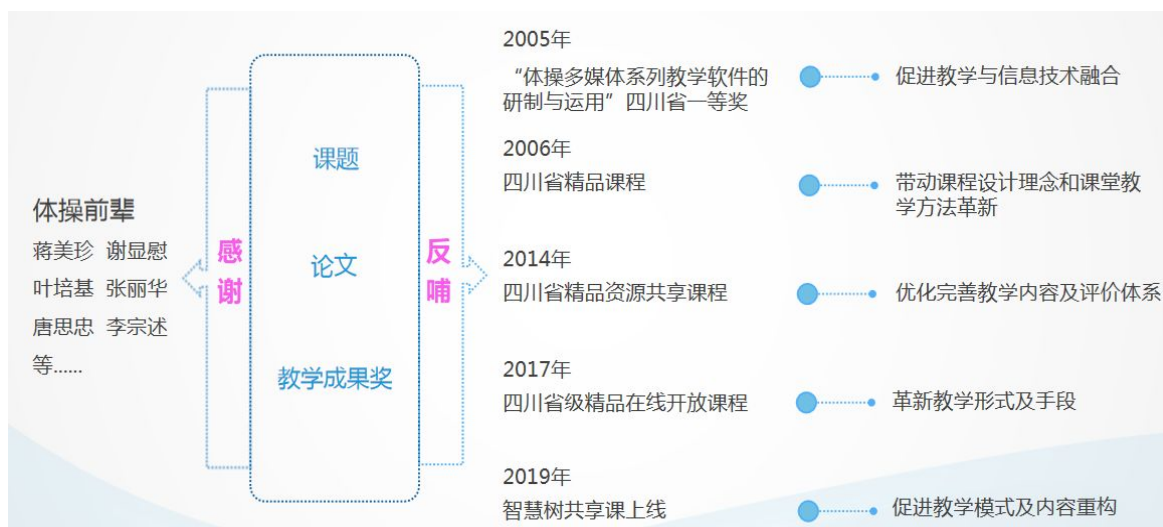 体操前辈
蒋美珍 谢显慰
叶培基 张丽华
唐思忠 李宗述
等......
感谢
课题
论文
教学成果奖
反哺
2005年
“体操多媒体系列教学软件的
研制与运用”四川省一等奖
促进教学与信息技术融合
2006年
四川省精品课程
带动课程设计理念和课堂教
学方法革新
2014年
四川省精品资源共享课程
优化完善教学内容及评价体系
2017年
四川省级精品在线开放课程
革新教学形式及手段
2019年
智慧树共享课上线
促进教学模式及内容重构